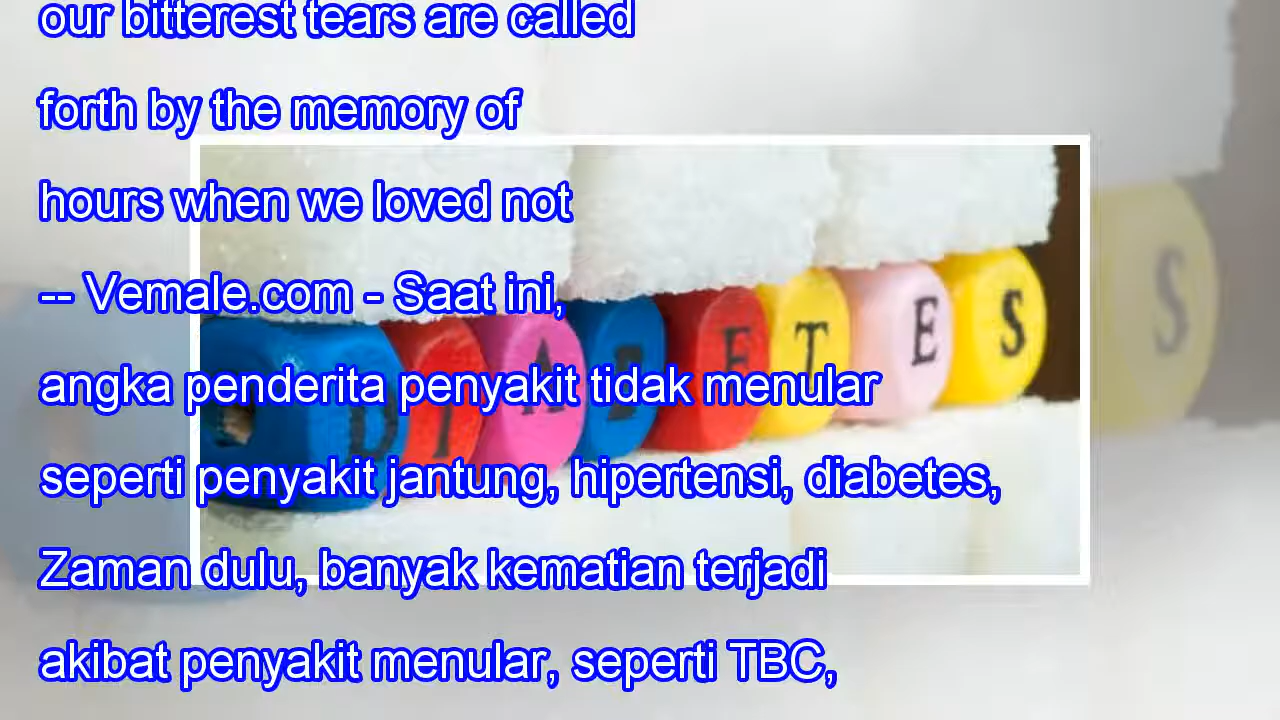 our bitterest tears are called
forth by the memory of
hours when we loved not
-- Vemale.com - Saat ini,
angka penderita penyakit tidak menular
seperti penyakit jantung, hipertensi, diabetes,
Zaman dulu, banyak kematian terjadi
akibat penyakit menular, seperti TBC,
DIABETES
S